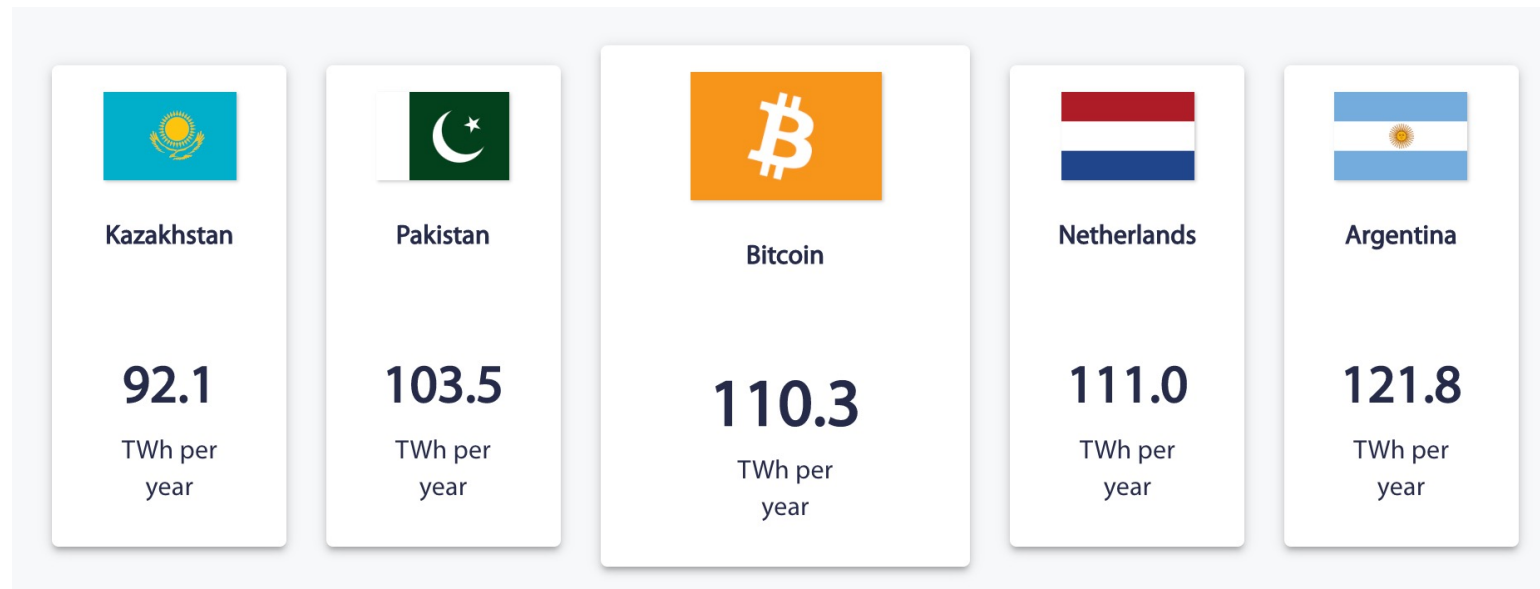 Kazakhstan
92.1
TWh per
year
Pakistan
103.5
TWh per
year
Bitcoin
110.3
TWh per
year
Netherlands
111.0
TWh per
year
Argentina
121.8
TWh per
year